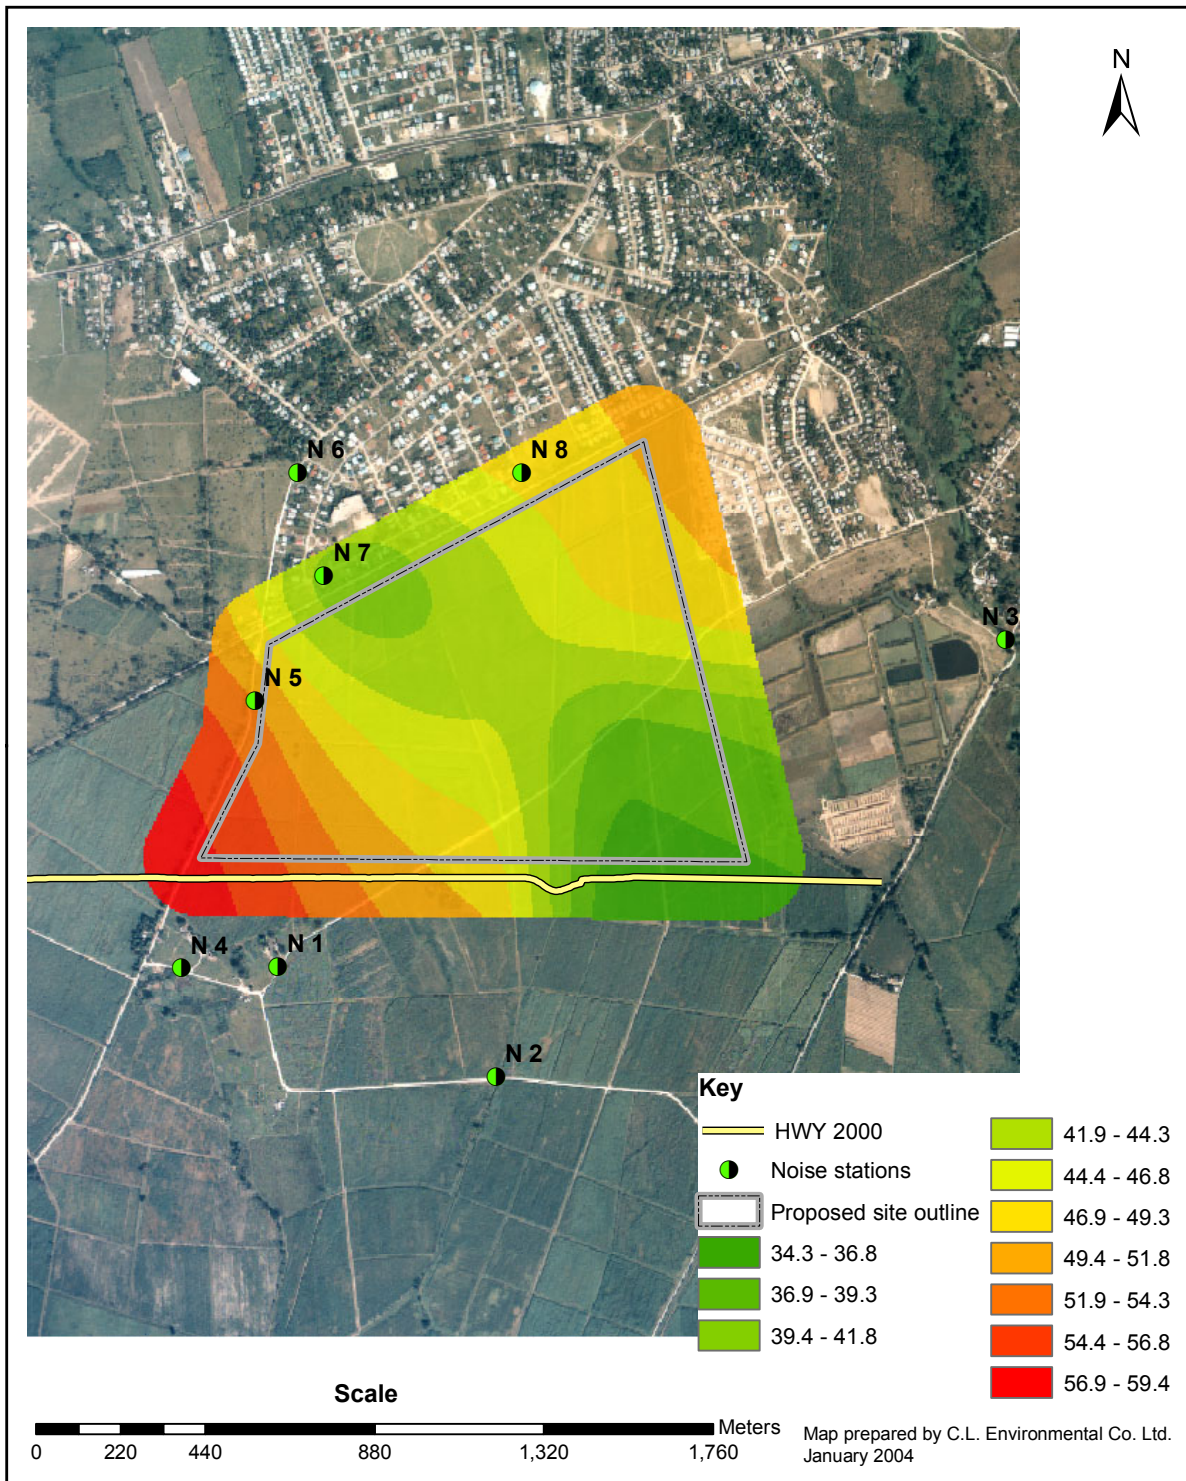 N
N 6
N 8
N 7
N 3
N 5
N 4
N 1
N 2
Key
HWY 2000
Noise stations
Proposed site outline
34.3 - 36.8
36.9 - 39.3
39.4 - 41.8
41.9 - 44.3
44.4 - 46.8
46.9 - 49.3
49.4 - 51.8
51.9 - 54.3
54.4 - 56.8
56.9 - 59.4
Scale
Meters
0 220 440 880 1,320 1,760
Map prepared by C.L. Environmental Co. Ltd.
January 2004